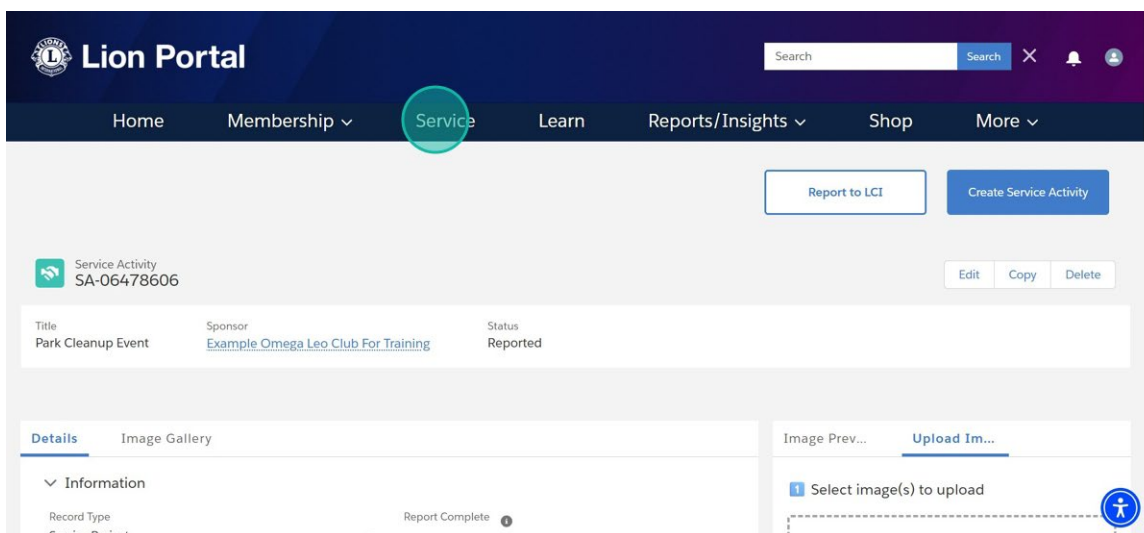 Lion Portal
Search
Search
Home Membership Service Learn Reports/Insights Shop More
Report to LCI
Create Service Activity
Service Activity
SA-06478606
Edit Copy Delete
Title Sponsor Status
Park Cleanup Event Example Omega Leo Club For Training Reported
Details Image Gallery
Image Prev... Upload Im...
Information
1 Select image(s) to upload
Record Type Report Complete